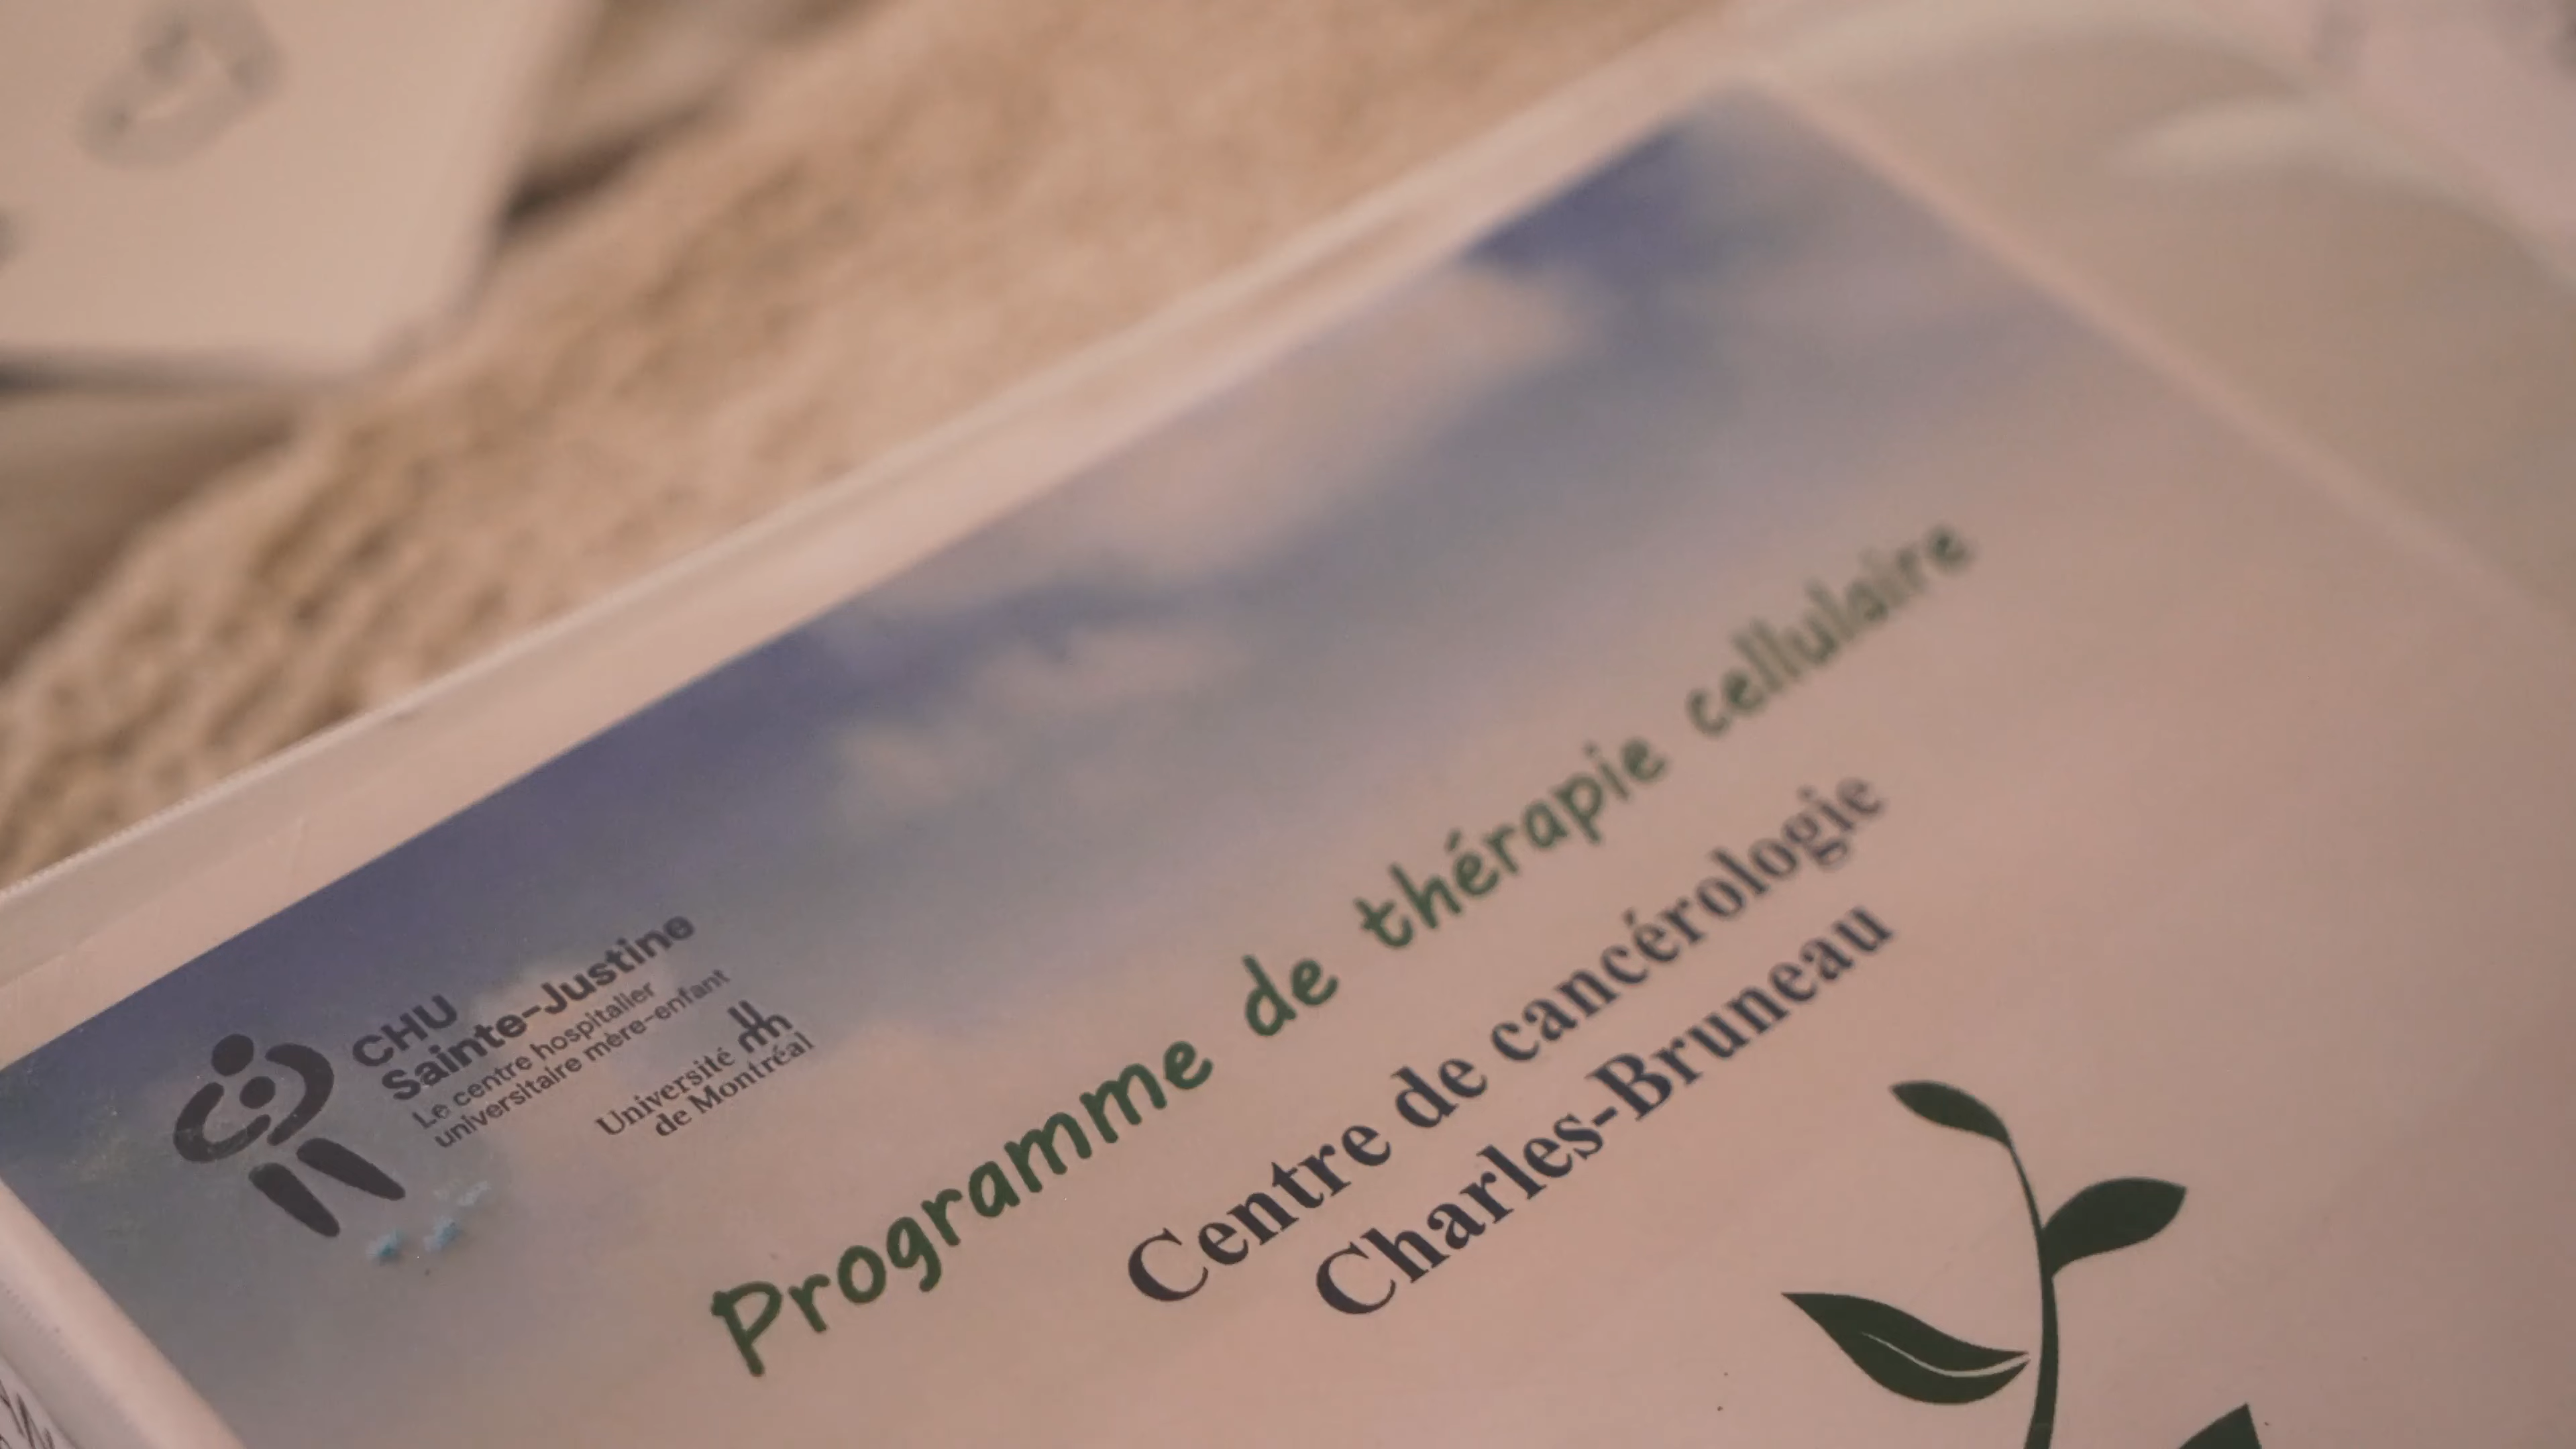 CHU
Sainte-Justine
Le centre hospitalier
universitaire mère-enfant
Université
de Montréal
Programme de thérapie cellulaire
Centre de cancérologie
Charles-Bruneau